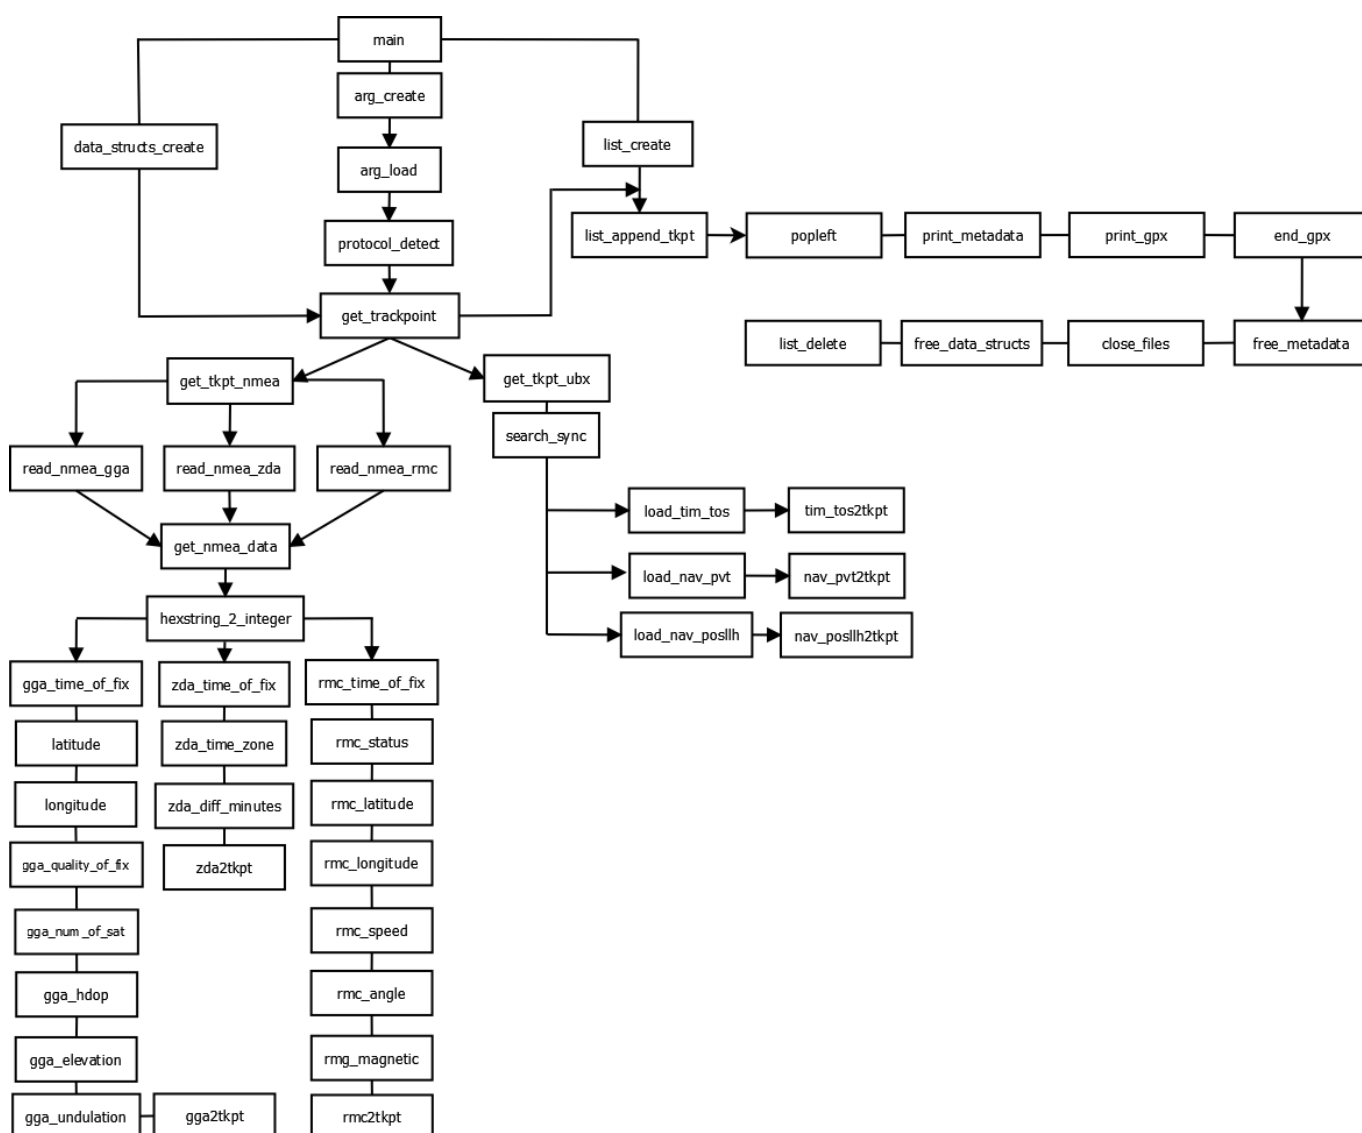 main
arg_create
data_structs_create
list_create
arg_load
protocol_detect
list_append_tkpt
popleft
print_metadata
print_gpx
end_gpx
get_trackpoint
list_delete
free_data_structs
close_files
free_metadata
get_tkpt_nmea
get_tkpt_ubx
search_sync
read_nmea_gga
read_nmea_zda
read_nmea_rmc
load_tim_tos
tim_tos2tkpt
get_nmea_data
load_nav_pvt
nav_pvt2tkpt
hexstring_2_integer
load_nav_posllh
nav_posllh2tkpt
gga_time_of_fix
zda_time_of_fix
rmc_time_of_fix
latitude
zda_time_zone
rmc_status
longitude
zda_diff_minutes
rmc_latitude
gga_quality_of_fix
zda2tkpt
rmc_longitude
gga_num_of_sat
rmc_speed
gga_hdop
rmc_angle
gga_elevation
rmg_magnetic
gga_undulation
gga2tkpt
rmc2tkpt